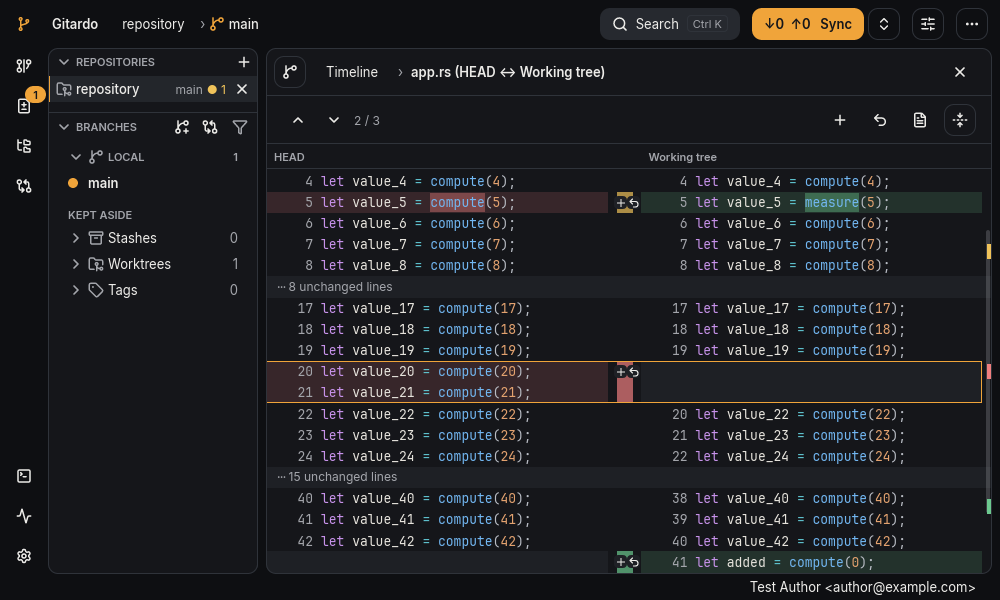 Gitardo repository › main Search Ctrl K ↓0 ↑0 Sync
REPOSITORIES
1
repository main 1
BRANCHES
LOCAL 1
main
KEPT ASIDE
Stashes 0
Worktrees 1
Tags 0
Timeline › app.rs (HEAD ↔ Working tree)
2 / 3
HEAD Working tree
4 let value_4 = compute(4); 4 let value_4 = compute(4);
5 let value_5 = compute(5); 5 let value_5 = measure(5);
6 let value_6 = compute(6); 6 let value_6 = compute(6);
7 let value_7 = compute(7); 7 let value_7 = compute(7);
8 let value_8 = compute(8); 8 let value_8 = compute(8);
··· 8 unchanged lines
17 let value_17 = compute(17); 17 let value_17 = compute(17);
18 let value_18 = compute(18); 18 let value_18 = compute(18);
19 let value_19 = compute(19); 19 let value_19 = compute(19);
20 let value_20 = compute(20);
21 let value_21 = compute(21);
22 let value_22 = compute(22); 20 let value_22 = compute(22);
23 let value_23 = compute(23); 21 let value_23 = compute(23);
24 let value_24 = compute(24); 22 let value_24 = compute(24);
··· 15 unchanged lines
40 let value_40 = compute(40); 38 let value_40 = compute(40);
41 let value_41 = compute(41); 39 let value_41 = compute(41);
42 let value_42 = compute(42); 40 let value_42 = compute(42);
41 let added = compute(0);
Test Author <author@example.com>